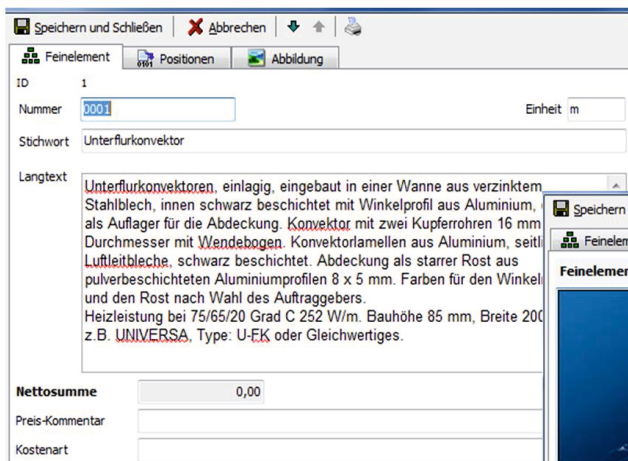 Speichern und Schließen Abbrechen
Feinelement Positionen Abbildung
ID 1
Nummer 0001 Einheit m
Stichwort Unterflurkonvektor
Langtext
Unterflurkonvektoren, einlagig, eingebaut in einer Wanne aus verzinktem
Stahlblech, innen schwarz beschichtet mit Winkelprofil aus Aluminium,
als Auflager für die Abdeckung. Konvektor mit zwei Kupferrohren 16 mm
Durchmesser mit Wendebogen. Konvektorlamellen aus Aluminium, seitli
Luftleitbleche, schwarz beschichtet. Abdeckung als starrer Rost aus
pulverbeschichteten Aluminiumprofilen 8 x 5 mm. Farben für den Winkel
und den Rost nach Wahl des Auftraggebers.
Heizleistung bei 75/65/20 Grad C 252 W/m. Bauhöhe 85 mm, Breite 200
z.B. UNIVERSA, Type: U-FK oder Gleichwertiges.
Speichern
Feinelem
Feinelemen
Nettosumme 0,00
Preis-Kommentar
Kostenart